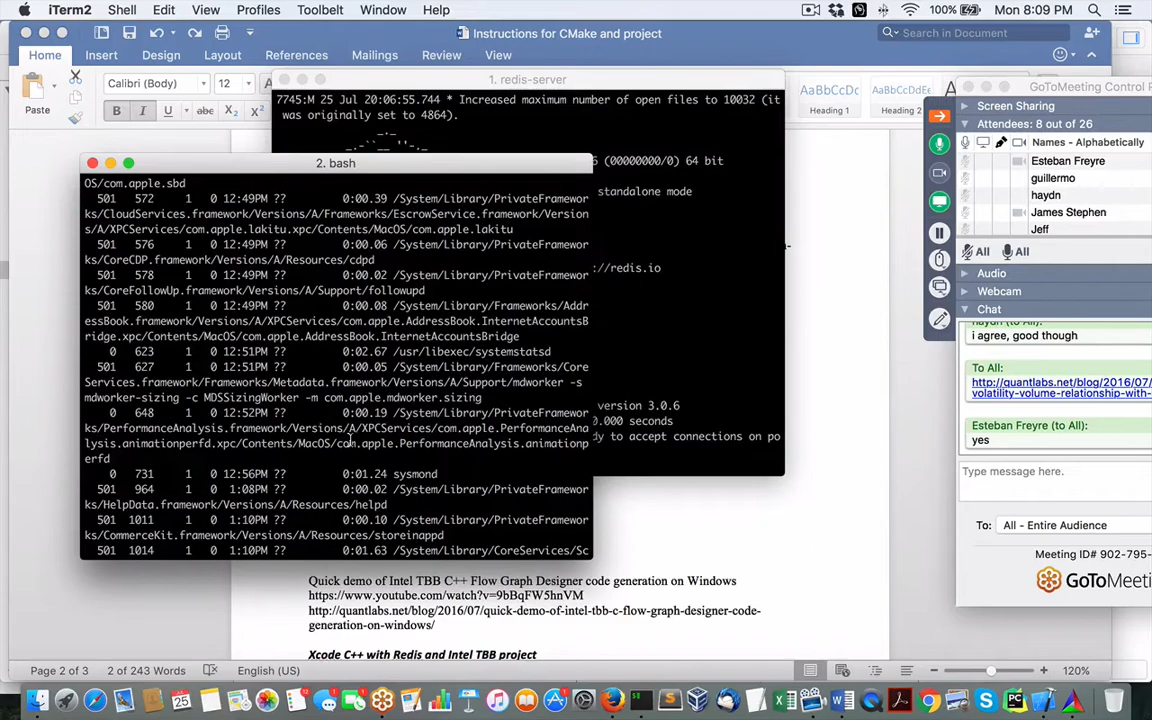 iTerm2 Shell Edit View Profiles Toolbelt Window Help
100% Mon 8:09 PM
Instructions for CMake and project
Search in Document
Home Insert Design Layout References Mailings Review View
Paste
Calibri (Body) 12
B I U abc X2 X2
AaBbCcDc AaBbCcDc
Heading 1 Heading 2
1. redis-server
7745:M 25 Jul 20:06:55.744 * Increased maximum number of open files to 10032 (it
was originally set to 4864).
6 (00000000/0) 64 bit
standalone mode
://redis.io
version 3.0.6
0.000 seconds
dy to accept connections on po
2. bash
OS/com.apple.sbd
501 572 1 0 12:49PM ?? 0:00.39 /System/Library/PrivateFramewor
ks/CloudServices.framework/Versions/A/Frameworks/EscrowService.framework/Version
s/A/XPCServices/com.apple.lakitu.xpc/Contents/MacOS/com.apple.lakitu
501 576 1 0 12:49PM ?? 0:00.06 /System/Library/PrivateFramewor
ks/CoreCDP.framework/Versions/A/Resources/cdpd
501 578 1 0 12:49PM ?? 0:00.02 /System/Library/PrivateFramewor
ks/CoreFollowUp.framework/Versions/A/Support/followupd
501 580 1 0 12:49PM ?? 0:00.08 /System/Library/Frameworks/Addr
essBook.framework/Versions/A/XPCServices/com.apple.AddressBook.InternetAccountsB
ridge.xpc/Contents/MacOS/com.apple.AddressBook.InternetAccountsBridge
0 623 1 0 12:51PM ?? 0:02.67 /usr/libexec/systemstatsd
501 627 1 0 12:51PM ?? 0:00.05 /System/Library/Frameworks/Core
Services.framework/Frameworks/Metadata.framework/Versions/A/Support/mdworker -s
mdworker-sizing -c MDSSizingWorker -m com.apple.mdworker.sizing
0 648 1 0 12:52PM ?? 0:00.19 /System/Library/PrivateFramewor
ks/PerformanceAnalysis.framework/Versions/A/XPCServices/com.apple.PerformanceAna
lysis.animationperfd.xpc/Contents/MacOS/com.apple.PerformanceAnalysis.animationp
erfd
0 731 1 0 12:56PM ?? 0:01.24 sysmond
501 964 1 0 1:08PM ?? 0:00.02 /System/Library/PrivateFramewor
ks/HelpData.framework/Versions/A/Resources/helpd
501 1011 1 0 1:10PM ?? 0:00.10 /System/Library/PrivateFramewor
ks/CommerceKit.framework/Versions/A/Resources/storeinappd
501 1014 1 0 1:10PM ?? 0:01.63 /System/Library/CoreServices/Sc
Quick demo of Intel TBB C++ Flow Graph Designer code generation on Windows
https://www.youtube.com/watch?v=9bBqFW5hnVM
http://quantlabs.net/blog/2016/07/quick-demo-of-intel-tbb-c-flow-graph-designer-code-
generation-on-windows/
Xcode C++ with Redis and Intel TBB project
Page 2 of 3 2 of 243 Words English (US) 120%
GoToMeeting Control P
Screen Sharing
Attendees: 8 out of 26
Names - Alphabetically
Esteban Freyre
guillermo
haydn
James Stephen
Jeff
All All
Audio
Webcam
Chat
haydn (to All):
i agree, good though
To All:
http://quantlabs.net/blog/2016/07/
volatility-volume-relationship-with-
Esteban Freyre (to All):
yes
Type message here.
To: All - Entire Audience
Meeting ID# 902-795-
GoToMeeti